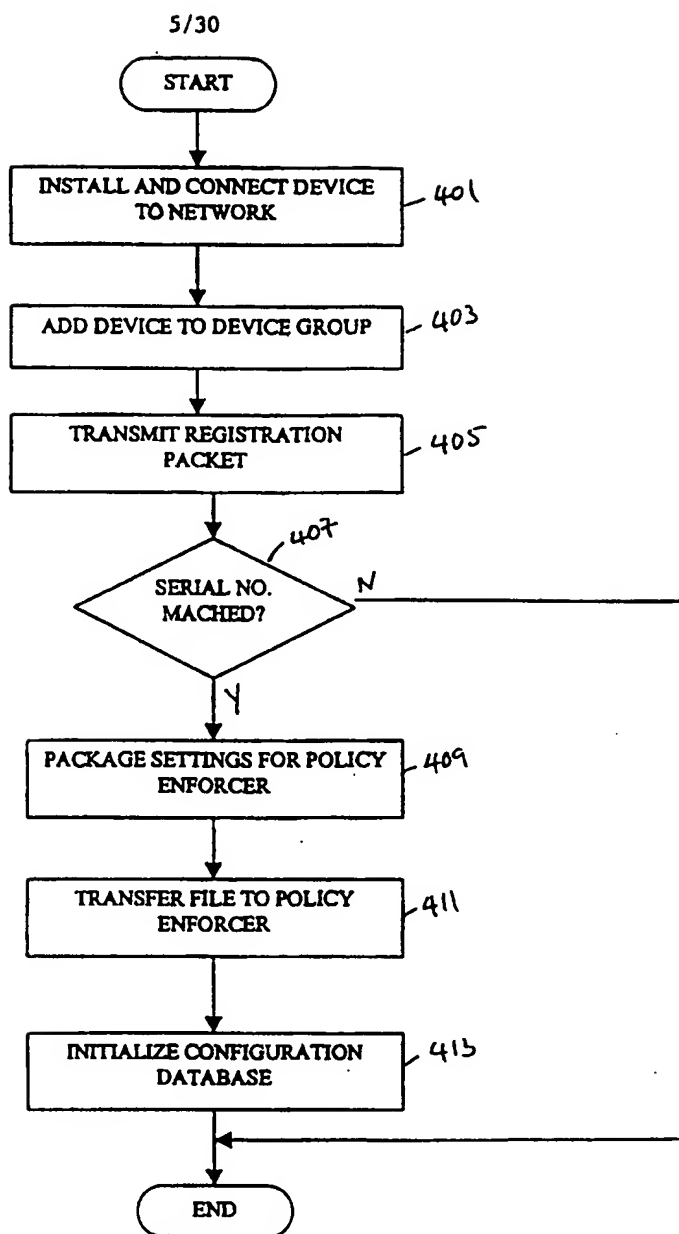 5/30
START
INSTALL AND CONNECT DEVICE
TO NETWORK
401
ADD DEVICE TO DEVICE GROUP
403
TRANSMIT REGISTRATION
PACKET
405
407
SERIAL NO.
MACHED?
N
Y
PACKAGE SETTINGS FOR POLICY
ENFORCER
409
TRANSFER FILE TO POLICY
ENFORCER
411
INITIALIZE CONFIGURATION
DATABASE
413
END